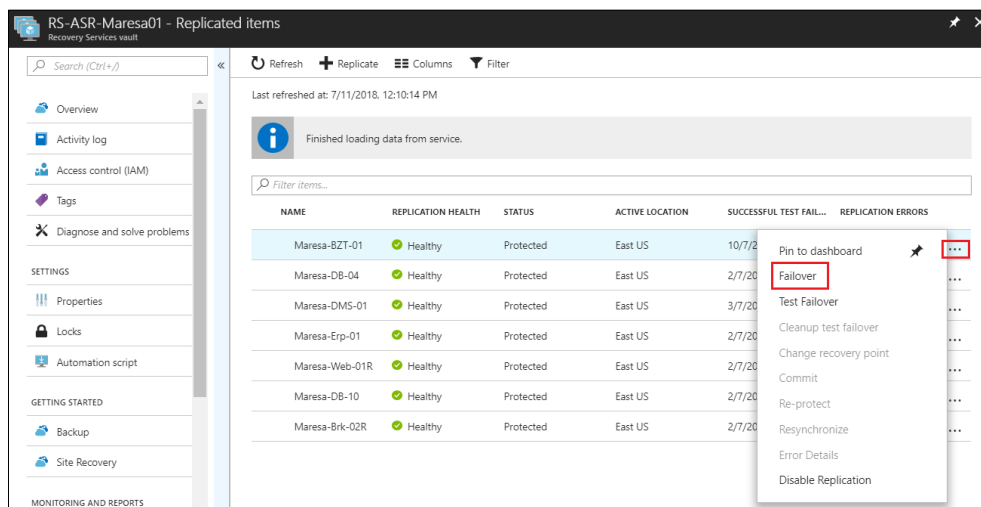 RS-ASR-Maresa01 - Replicated items
Recovery Services vault
Search (Ctrl+/)
«
Overview
Activity log
Access control (IAM)
Tags
Diagnose and solve problems
SETTINGS
Properties
Locks
Automation script
GETTING STARTED
Backup
Site Recovery
MONITORING AND REPORTS
Refresh Replicate Columns Filter
Last refreshed at: 7/11/2018, 12:10:14 PM
Finished loading data from service.
Filter items...
NAME REPLICATION HEALTH STATUS ACTIVE LOCATION SUCCESSFUL TEST FAIL... REPLICATION ERRORS
Maresa-BZT-01 Healthy Protected East US 10/7/2 ...
Maresa-DB-04 Healthy Protected East US 2/7/20 ...
Maresa-DMS-01 Healthy Protected East US 3/7/20 ...
Maresa-Erp-01 Healthy Protected East US 2/7/20 ...
Maresa-Web-01R Healthy Protected East US 2/7/20 ...
Maresa-DB-10 Healthy Protected East US 2/7/20 ...
Maresa-Brk-02R Healthy Protected East US 2/7/20 ...
Pin to dashboard
Failover
Test Failover
Cleanup test failover
Change recovery point
Commit
Re-protect
Resynchronize
Error Details
Disable Replication